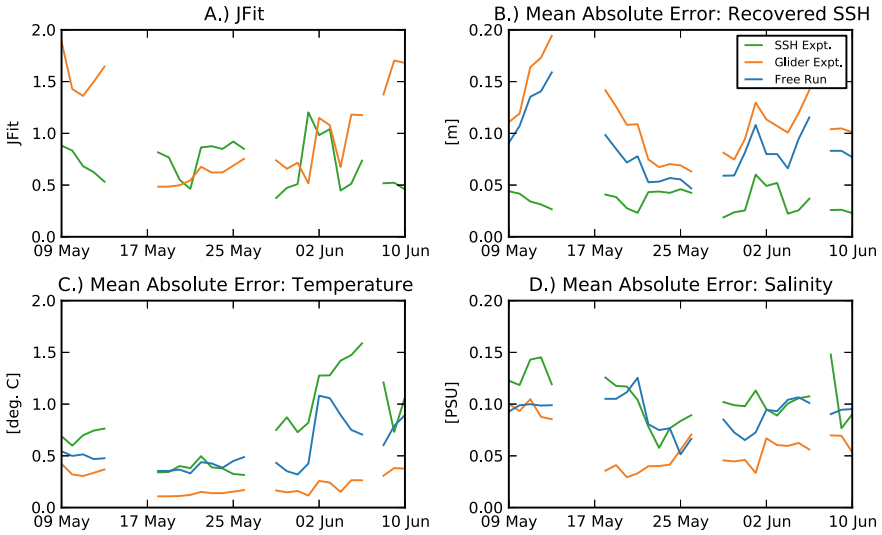 A.) JFit
2.0
1.5
1.0
0.5
0.0
JFit
09 May 17 May 25 May 02 Jun 10 Jun
B.) Mean Absolute Error: Recovered SSH
0.20
0.15
0.10
0.05
0.00
[m]
SSH Expt.
Glider Expt.
Free Run
09 May 17 May 25 May 02 Jun 10 Jun
C.) Mean Absolute Error: Temperature
2.0
1.5
1.0
0.5
0.0
[deg. C]
09 May 17 May 25 May 02 Jun 10 Jun
D.) Mean Absolute Error: Salinity
0.20
0.15
0.10
0.05
0.00
[PSU]
09 May 17 May 25 May 02 Jun 10 Jun